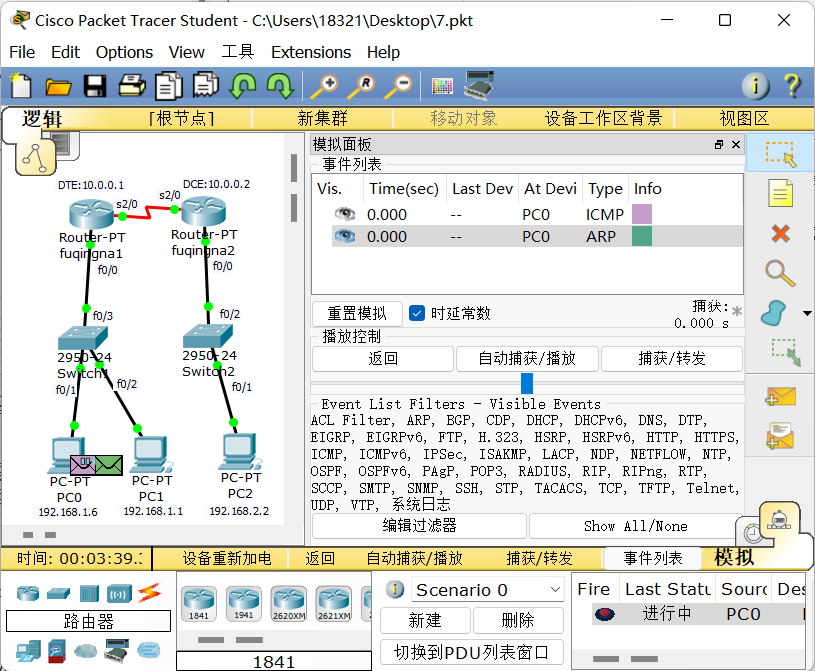 Cisco Packet Tracer Student - C:\Users\18321\Desktop\7.pkt
File Edit Options View 工具 Extensions Help
逻辑 [根节点] 新集群 移动对象 设备工作区背景 视图区
DTE:10.0.0.1 DCE:10.0.0.2
s2/0 s2/0
Router-PT Router-PT
fuqingna1 fuqingna2
f0/0 f0/0
f0/3 f0/2
2950-24 2950-24
Switch1 Switch2
f0/1 f0/2 f0/1
PC-PT PC-PT PC-PT
PC0 PC1 PC2
192.168.1.6 192.168.1.1 192.168.2.2
模拟面板
事件列表
Vis. Time(sec) Last Dev At Devi Type Info
0.000 -- PC0 ICMP
0.000 -- PC0 ARP
重置模拟 时延常数 捕获: *
0.000 s
播放控制
返回 自动捕获/播放 捕获/转发
Event List Filters - Visible Events
ACL Filter, ARP, BGP, CDP, DHCP, DHCPv6, DNS, DTP,
EIGRP, EIGRPv6, FTP, H.323, HSRP, HSRPv6, HTTP, HTTPS,
ICMP, ICMPv6, IPSec, ISAKMP, LACP, NDP, NETFLOW, NTP,
OSPF, OSPFv6, PAgP, POP3, RADIUS, RIP, RIPng, RTP,
SCCP, SMTP, SNMP, SSH, STP, TACACS, TCP, TFTP, Telnet,
UDP, VTP, 系统日志
编辑过滤器 Show All/None
时间: 00:03:39. 设备重新加电 返回 自动捕获/播放 捕获/转发 事件列表 模拟
路由器
1841 1941 2620XM 2621XM
1841
Scenario 0
新建 删除
切换到PDU列表窗口
Fire Last Statu Sourc Des
进行中 PC0